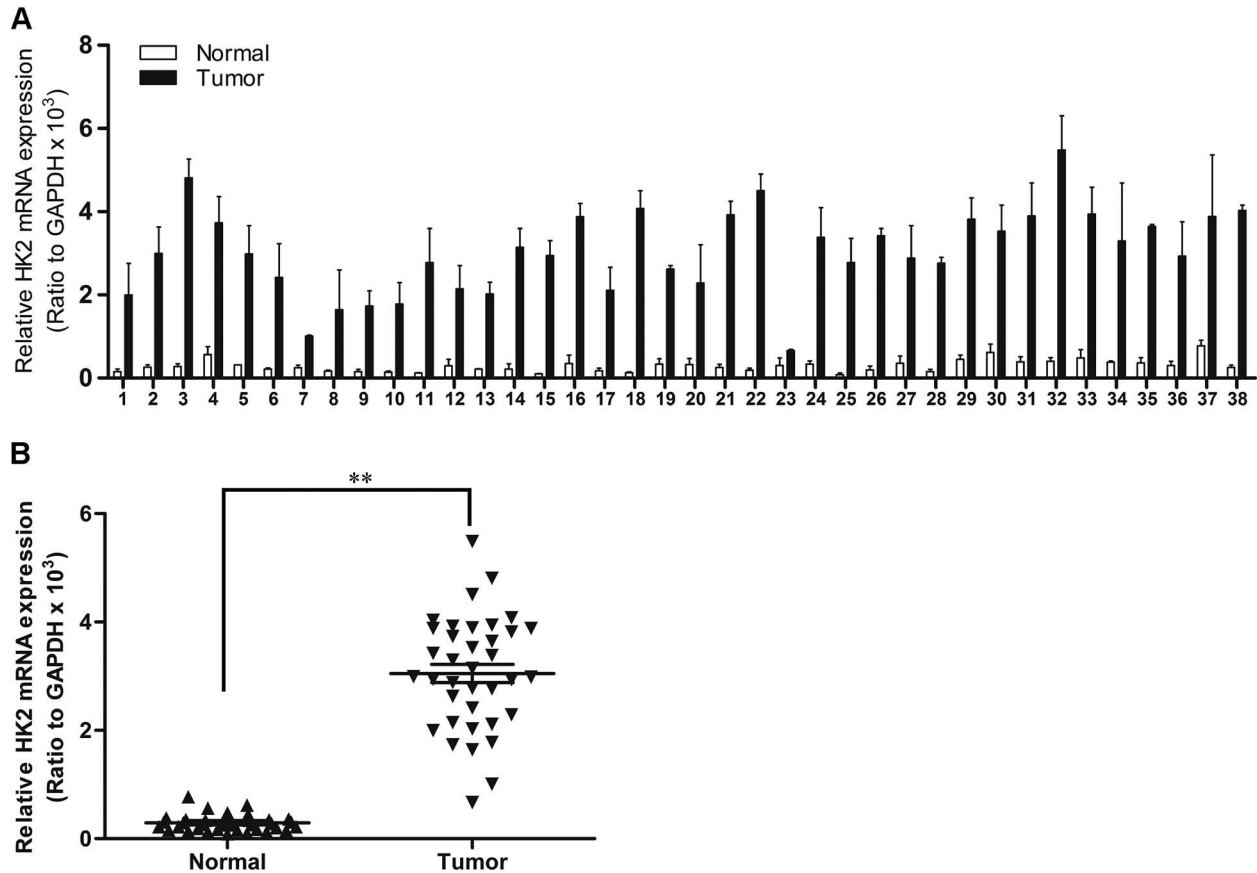 A
Relative HK2 mRNA expression
(Ratio to GAPDH x 10³)
8
6
4
2
0
Normal
Tumor
1 2 3 4 5 6 7 8 9 10 11 12 13 14 15 16 17 18 19 20 21 22 23 24 25 26 27 28 29 30 31 32 33 34 35 36 37 38
B
Relative HK2 mRNA expression
(Ratio to GAPDH x 10³)
**
6
4
2
0
Normal Tumor